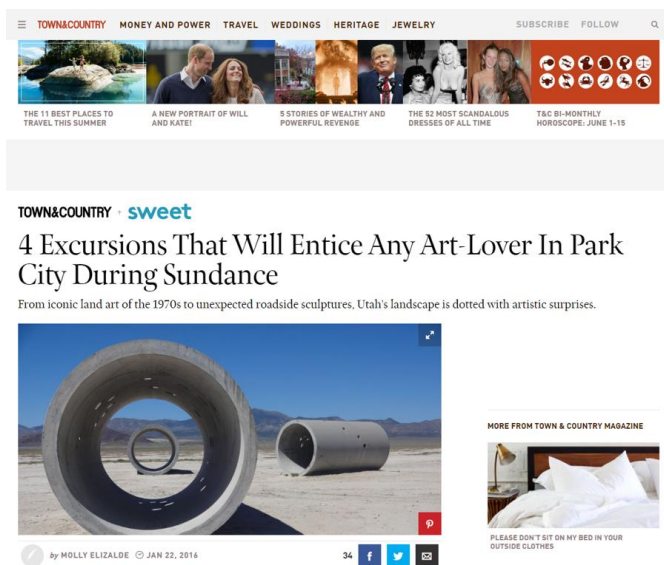 TOWN&COUNTRY MONEY AND POWER TRAVEL WEDDINGS HERITAGE JEWELRY SUBSCRIBE FOLLOW
THE 11 BEST PLACES TO
TRAVEL THIS SUMMER
A NEW PORTRAIT OF WILL
AND KATE!
5 STORIES OF WEALTHY AND
POWERFUL REVENGE
THE 52 MOST SCANDALOUS
DRESSES OF ALL TIME
T&C BI-MONTHLY
HOROSCOPE: JUNE 1-15
TOWN&COUNTRY + sweet
4 Excursions That Will Entice Any Art-Lover In Park
City During Sundance
From iconic land art of the 1970s to unexpected roadside sculptures, Utah's landscape is dotted with artistic surprises.
MORE FROM TOWN & COUNTRY MAGAZINE
PLEASE DON'T SIT ON MY BED IN YOUR
OUTSIDE CLOTHES
by MOLLY ELIZALDE JAN 22, 2016 34